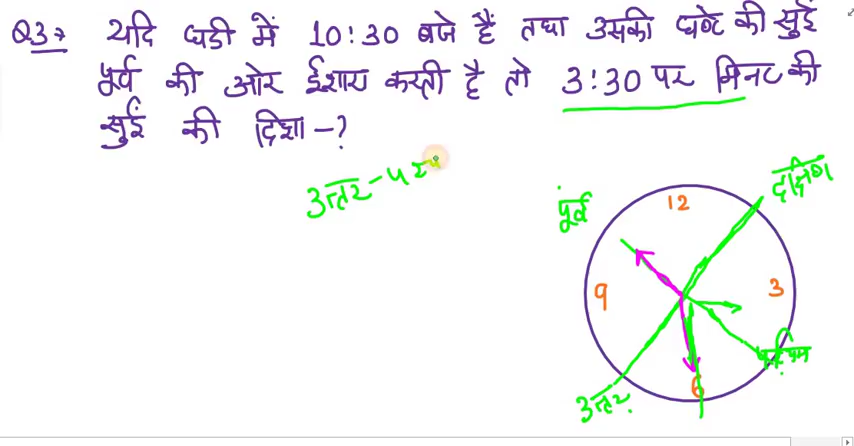 Q3→ यदि घडी में 10:30 बजे हैं तथा उसकी घण्टे की सुई
पूर्व की ओर ईशारा करती है तो 3:30 पर मिनट की
सुई की दिशा -?
उत्तर - पश्
दक्षिण
पूर्व
12
9
3
पश्चिम
6
उत्तर